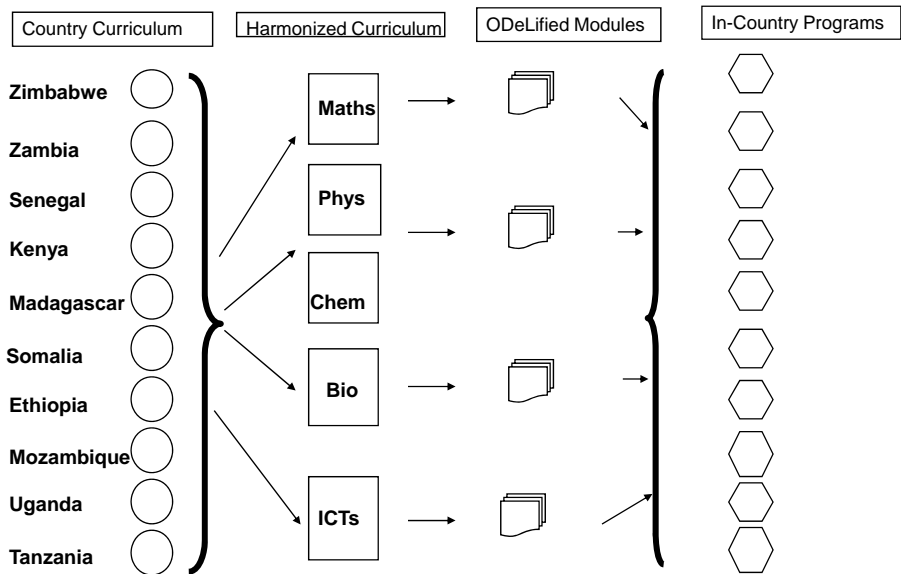 Country Curriculum
Harmonized Curriculum
ODeLified Modules
In-Country Programs
Zimbabwe
Zambia
Senegal
Kenya
Madagascar
Somalia
Ethiopia
Mozambique
Uganda
Tanzania
Maths
Phys
Chem
Bio
ICTs